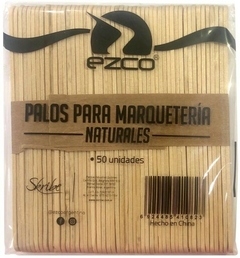 ezco
PALOS PARA MARQUETERÍA
NATURALES
• 50 unidades
Skribe
Hecho en China